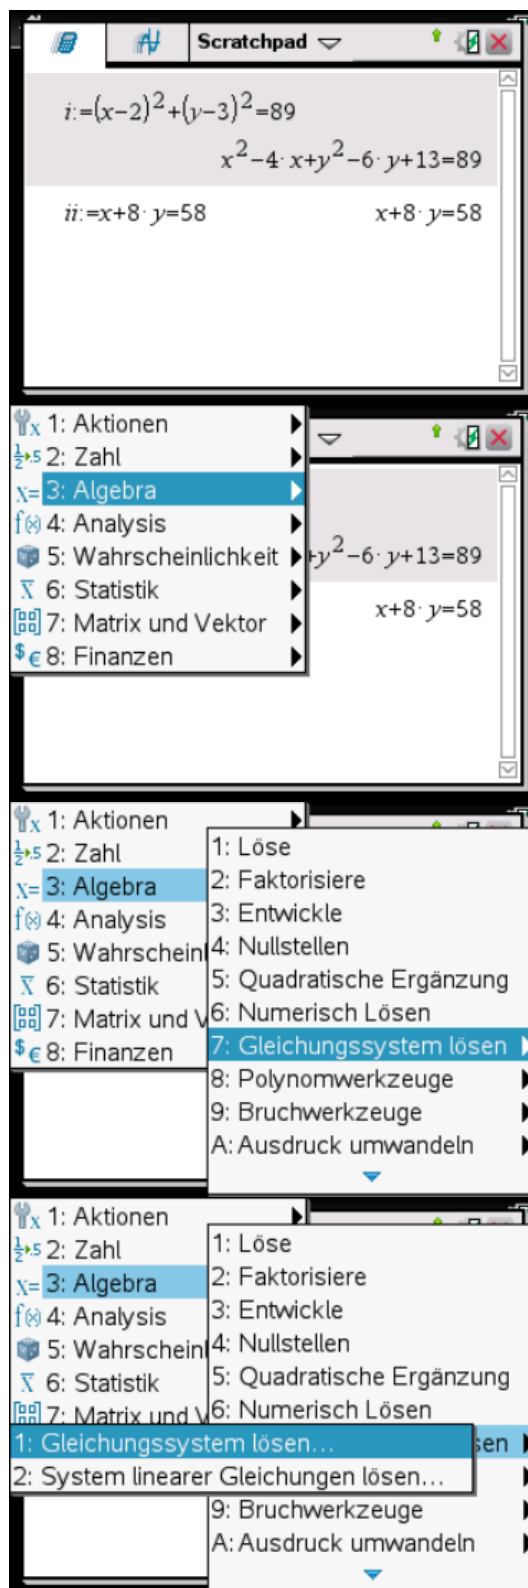 Scratchpad
i:=(x-2)²+(y-3)²=89
x²-4·x+y²-6·y+13=89
ii:=x+8·y=58 x+8·y=58
1: Aktionen
2: Zahl
3: Algebra
4: Analysis
5: Wahrscheinlichkeit
6: Statistik
7: Matrix und Vektor
8: Finanzen
y²-6·y+13=89
x+8·y=58
1: Aktionen
2: Zahl
3: Algebra
4: Analysis
5: Wahrscheinl
6: Statistik
7: Matrix und V
8: Finanzen
1: Löse
2: Faktorisiere
3: Entwickle
4: Nullstellen
5: Quadratische Ergänzung
6: Numerisch Lösen
7: Gleichungssystem lösen
8: Polynomwerkzeuge
9: Bruchwerkzeuge
A: Ausdruck umwandeln
1: Aktionen
2: Zahl
3: Algebra
4: Analysis
5: Wahrscheinl
6: Statistik
7: Matrix und V
1: Löse
2: Faktorisiere
3: Entwickle
4: Nullstellen
5: Quadratische Ergänzung
6: Numerisch Lösen
sen
1: Gleichungssystem lösen...
2: System linearer Gleichungen lösen...
9: Bruchwerkzeuge
A: Ausdruck umwandeln